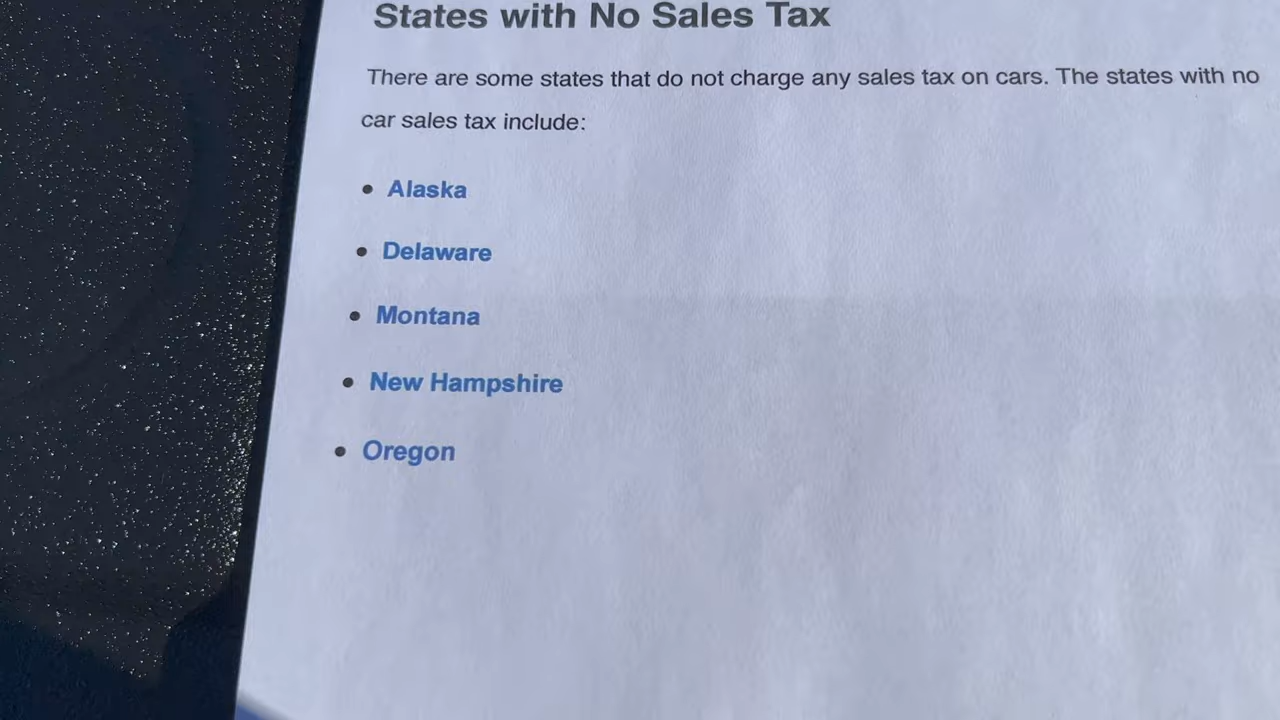 States with No Sales Tax
There are some states that do not charge any sales tax on cars. The states with no
car sales tax include:
• Alaska
• Delaware
• Montana
• New Hampshire
• Oregon